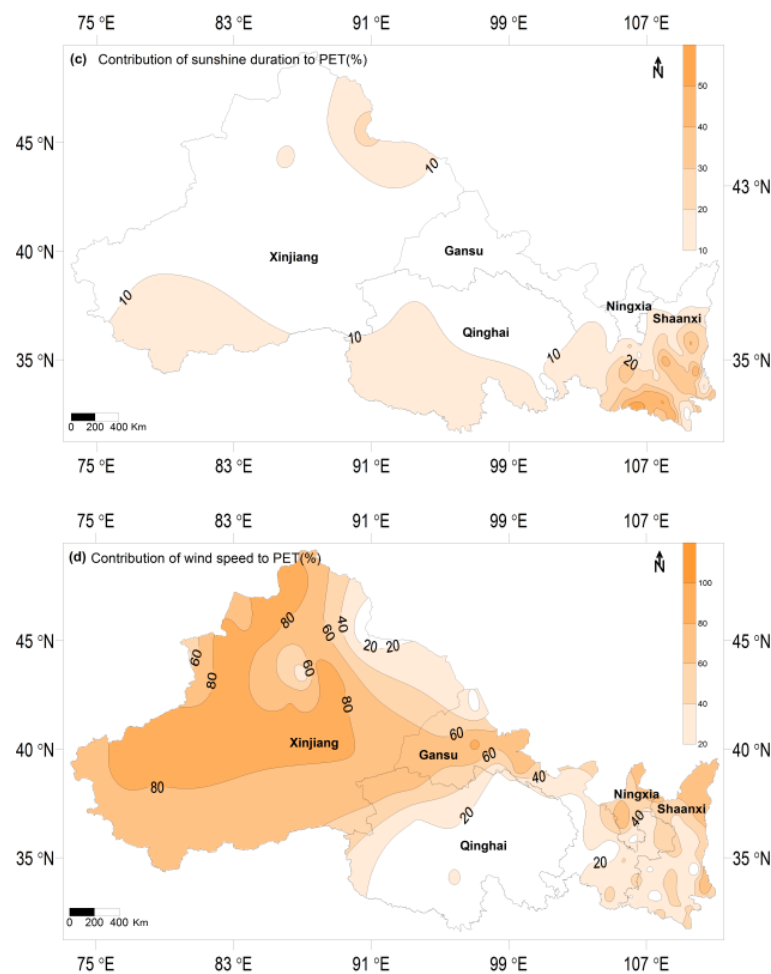 75 °E 83 °E 91 °E 99 °E 107 °E
(c) Contribution of sunshine duration to PET(%)
N
50
45 °N
40
10
43 °N
30
20
10
40 °N
Xinjiang
Gansu
10
Ningxia
Shaanxi
10
Qinghai
10
20
35 °N
35 °N
0 200 400 Km
75 °E 83 °E 91 °E 99 °E 107 °E
75 °E 83 °E 91 °E 99 °E 107 °E
(d) Contribution of wind speed to PET(%)
N
100
80
40
60
20 20
45 °N
45 °N
80
60
60
80
60
80
40
20
60
40 °N
Xinjiang
Gansu
60
40 °N
80
40
Ningxia
20
40
Shaanxi
Qinghai
20
35 °N
35 °N
0 200 400 Km
75 °E 83 °E 91 °E 99 °E 107 °E